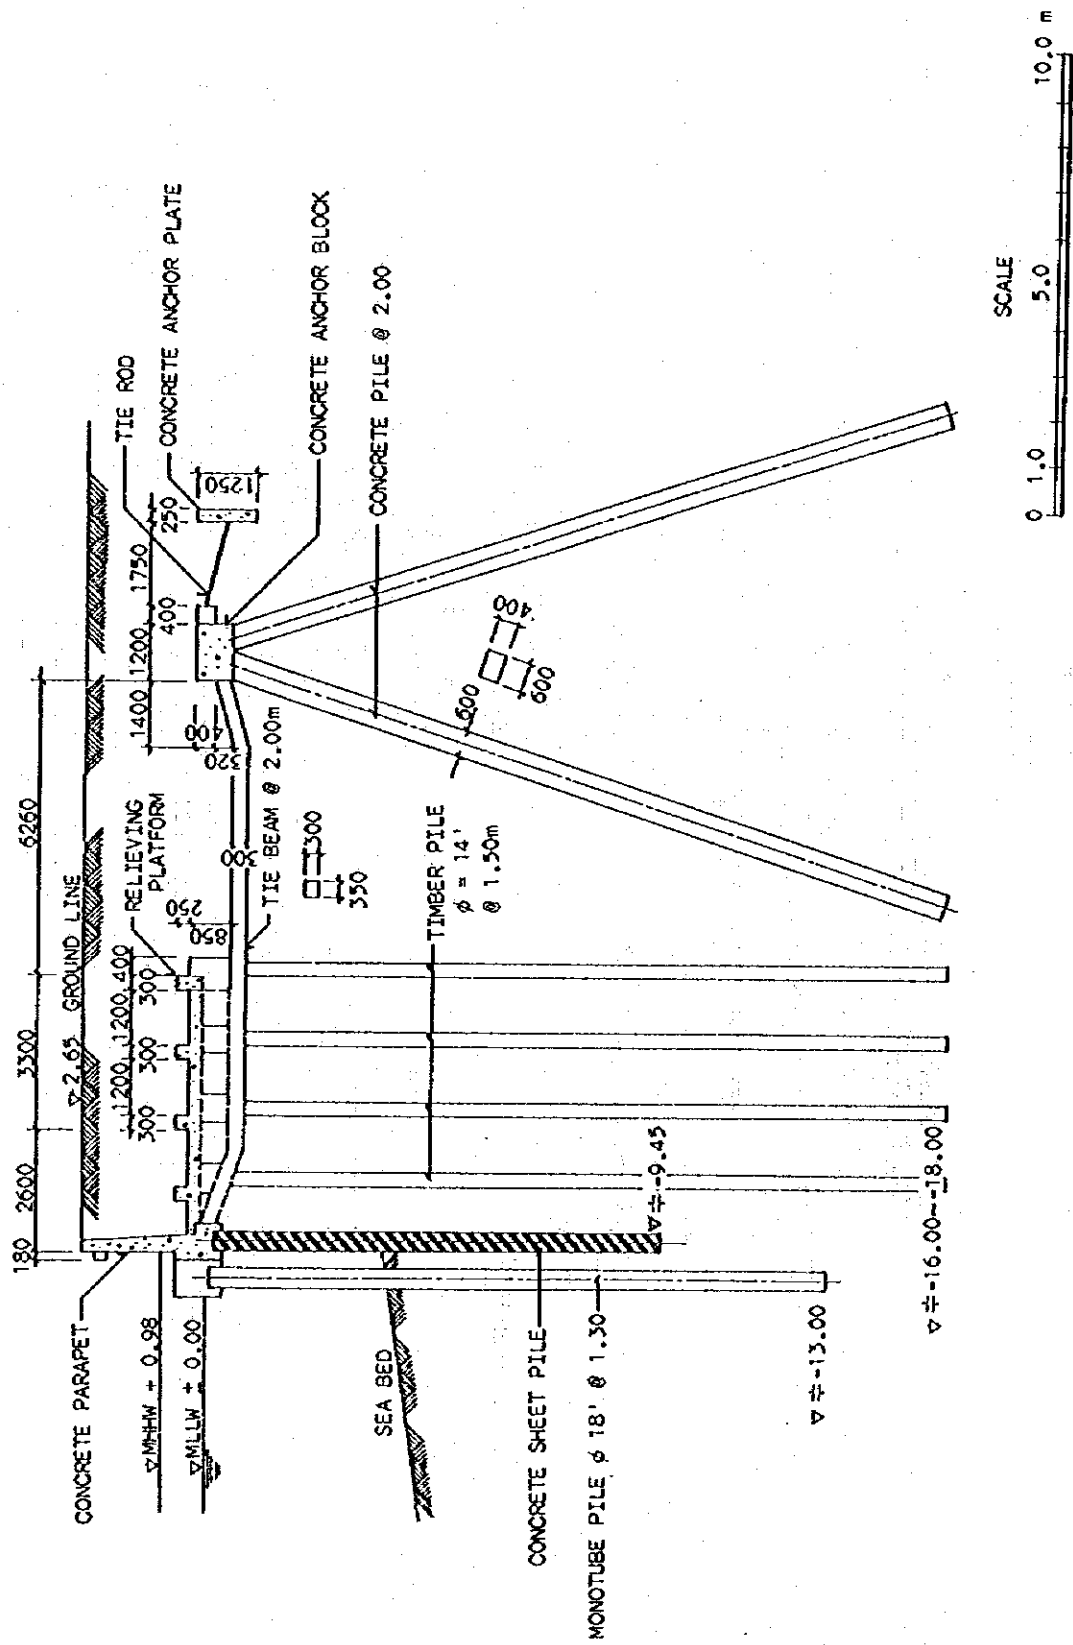 180
2600
3300
6260
CONCRETE PARAPET
▽2.65 GROUND LINE
1200
1200
400
300
300
300
RELIEVING
PLATFORM
250
850
1400
1200
400
1750
250
1250
TIE ROD
CONCRETE ANCHOR PLATE
CONCRETE ANCHOR BLOCK
CONCRETE PILE @ 2.00
▽MHHW + 0.98
▽MLLW ± 0.00
400
320
300
TIE BEAM @ 2.00m
300
350
SEA BED
TIMBER PILE
φ = 14'
@ 1.50m
600
400
600
CONCRETE SHEET PILE
▽≑-9.45
MONOTUBE PILE φ 18' @ 1.30
▽≑-13.00
▽≑-16.00~-18.00
SCALE
0 1.0 5.0 10.0 m